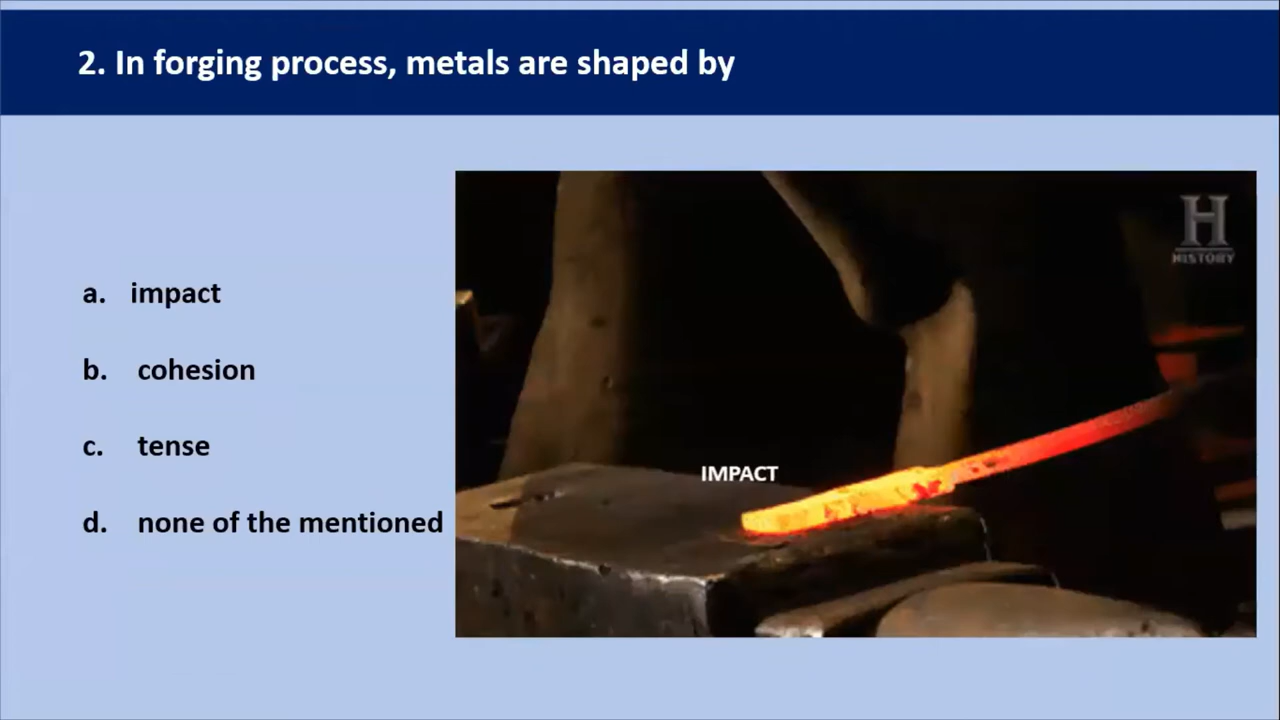 2. In forging process, metals are shaped by
a. impact
b. cohesion
c. tense
d. none of the mentioned
IMPACT
H
HISTORY